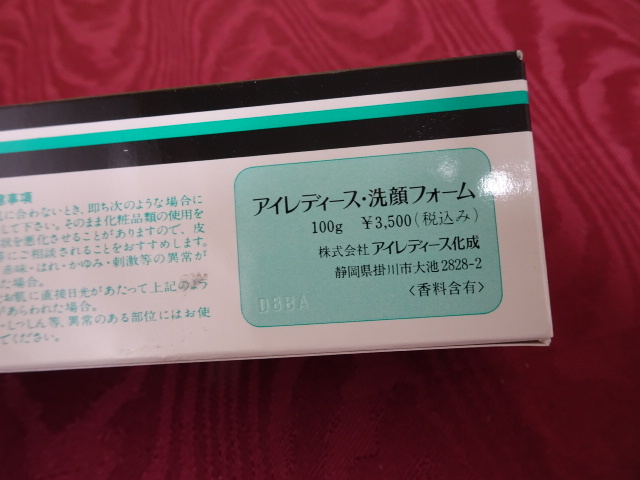 意事項
に合わないとき、即ち次のような場合に
して下さい。そのまま化粧品類の使用を
状を悪化させることがありますので、皮
等にご相談されることをおすすめします。
赤味・はれ・かゆみ・刺激等の異常が
た場合。
お肌に直接日光があたって上記のよう
があらわれた場合。
・しっしん等、異常のある部位にはお使
でください。
アイレディース・洗顔フォーム
100g ¥3,500(税込み)
株式会社 アイレディース化成
静岡県掛川市大池2828-2
〈香料含有〉
DEBA